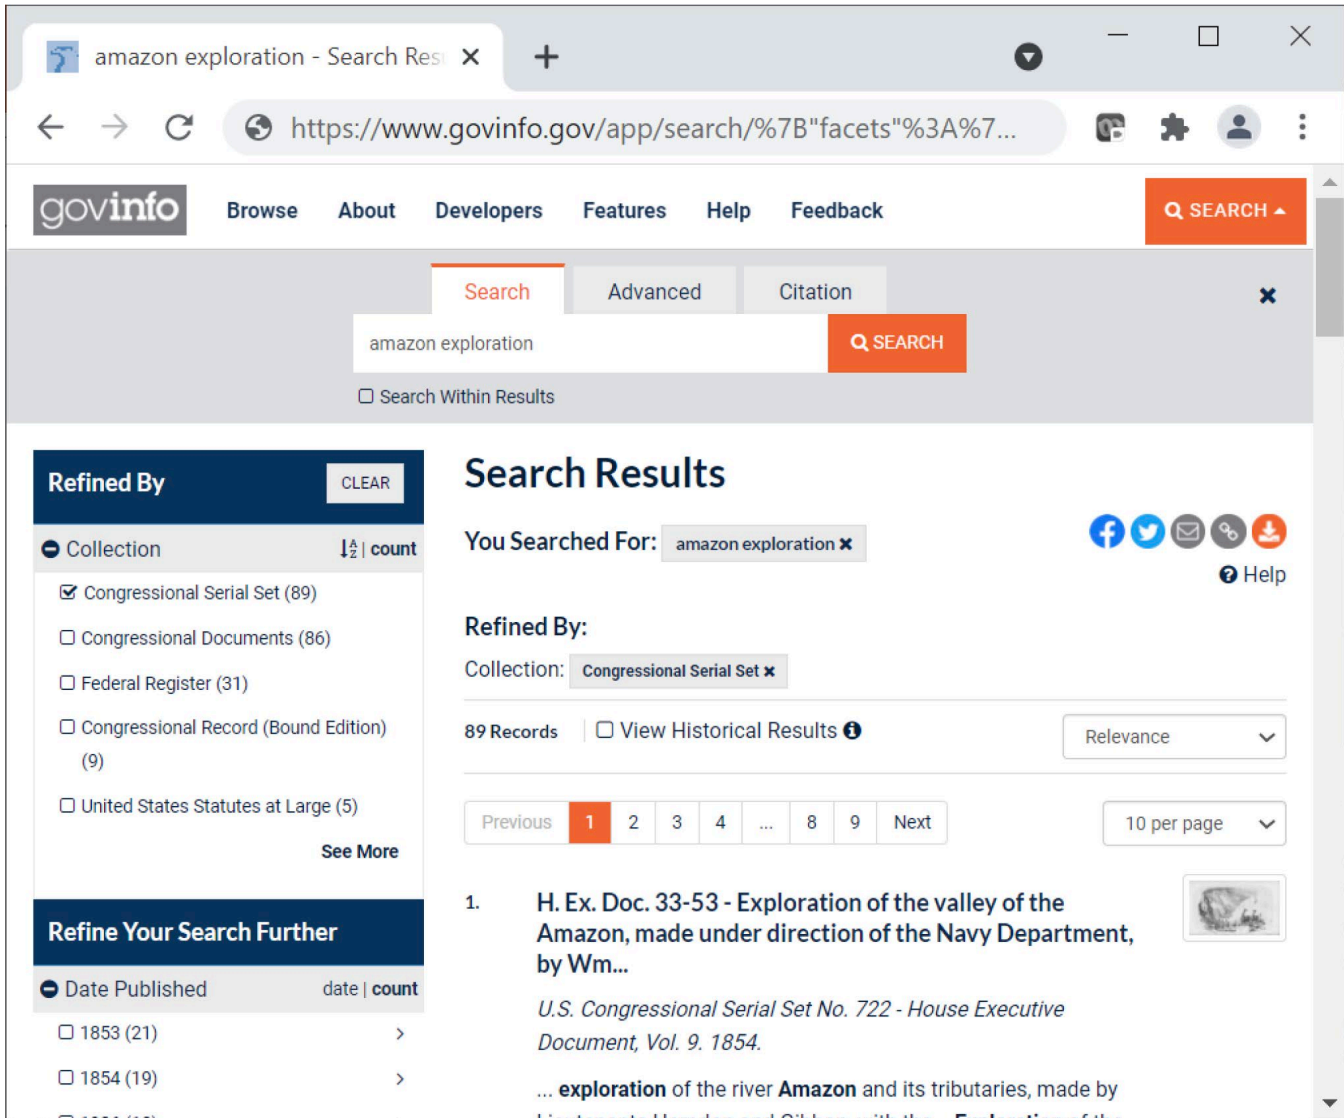 amazon exploration - Search Res
https://www.govinfo.gov/app/search/%7B"facets"%3A%7...
govinfo Browse About Developers Features Help Feedback SEARCH
Search Advanced Citation
amazon exploration SEARCH
Search Within Results
Refined By CLEAR
Collection A Z | count
Congressional Serial Set (89)
Congressional Documents (86)
Federal Register (31)
Congressional Record (Bound Edition)
(9)
United States Statutes at Large (5)
See More
Refine Your Search Further
Date Published date | count
1853 (21)
1854 (19)
Search Results
You Searched For: amazon exploration
Help
Refined By:
Collection: Congressional Serial Set
89 Records View Historical Results Relevance
Previous 1 2 3 4 ... 8 9 Next 10 per page
1. H. Ex. Doc. 33-53 - Exploration of the valley of the
Amazon, made under direction of the Navy Department,
by Wm...
U.S. Congressional Serial Set No. 722 - House Executive
Document, Vol. 9. 1854.
... exploration of the river Amazon and its tributaries, made by